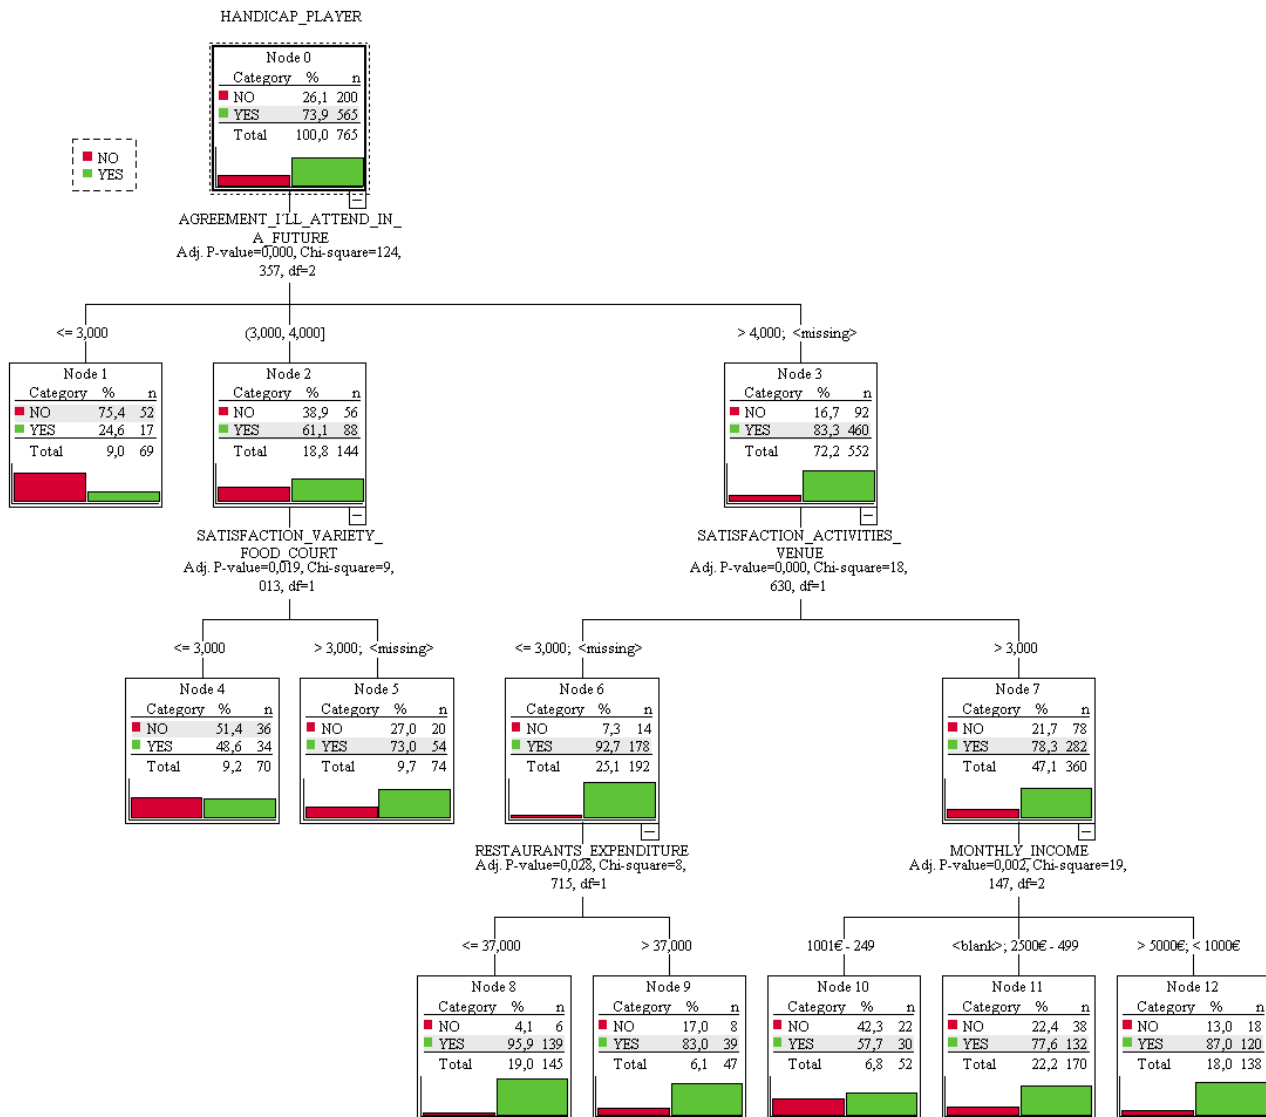 HANDICAP_PLAYER
Node 0
Category % n
NO 26,1 200
YES 73,9 565
Total 100,0 765
NO
YES
AGREEMENT_I´LL_ATTEND_IN_
A_FUTURE
Adj. P-value=0,000, Chi-square=124,
357, df=2
<= 3,000
(3,000, 4,000]
> 4,000; <missing>
Node 1
Category % n
NO 75,4 52
YES 24,6 17
Total 9,0 69
Node 2
Category % n
NO 38,9 56
YES 61,1 88
Total 18,8 144
Node 3
Category % n
NO 16,7 92
YES 83,3 460
Total 72,2 552
SATISFACTION_VARIETY_
FOOD_COURT
Adj. P-value=0,019, Chi-square=9,
013, df=1
SATISFACTION_ACTIVITIES_
VENUE
Adj. P-value=0,000, Chi-square=18,
630, df=1
<= 3,000
> 3,000; <missing>
<= 3,000; <missing>
> 3,000
Node 4
Category % n
NO 51,4 36
YES 48,6 34
Total 9,2 70
Node 5
Category % n
NO 27,0 20
YES 73,0 54
Total 9,7 74
Node 6
Category % n
NO 7,3 14
YES 92,7 178
Total 25,1 192
Node 7
Category % n
NO 21,7 78
YES 78,3 282
Total 47,1 360
RESTAURANTS_EXPENDITURE
Adj. P-value=0,028, Chi-square=8,
715, df=1
MONTHLY_INCOME
Adj. P-value=0,002, Chi-square=19,
147, df=2
<= 37,000
> 37,000
1001€ - 249
<blank>; 2500€ - 499
> 5000€; < 1000€
Node 8
Category % n
NO 4,1 6
YES 95,9 139
Total 19,0 145
Node 9
Category % n
NO 17,0 8
YES 83,0 39
Total 6,1 47
Node 10
Category % n
NO 42,3 22
YES 57,7 30
Total 6,8 52
Node 11
Category % n
NO 22,4 38
YES 77,6 132
Total 22,2 170
Node 12
Category % n
NO 13,0 18
YES 87,0 120
Total 18,0 138